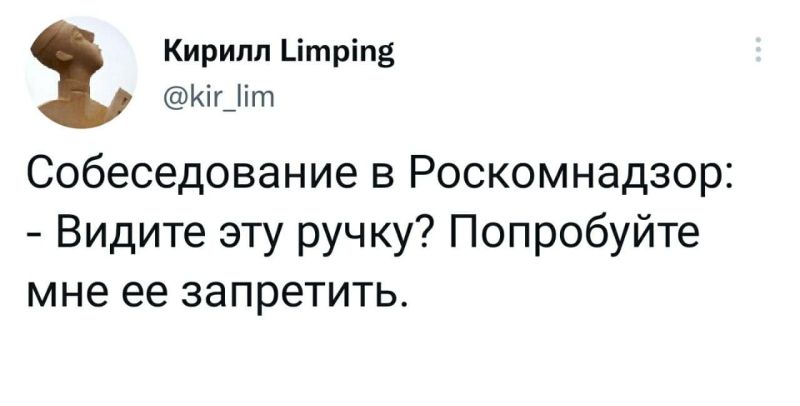 Кирилл Limping
@kir_lim
Собеседование в Роскомнадзор:
- Видите эту ручку? Попробуйте
мне ее запретить.